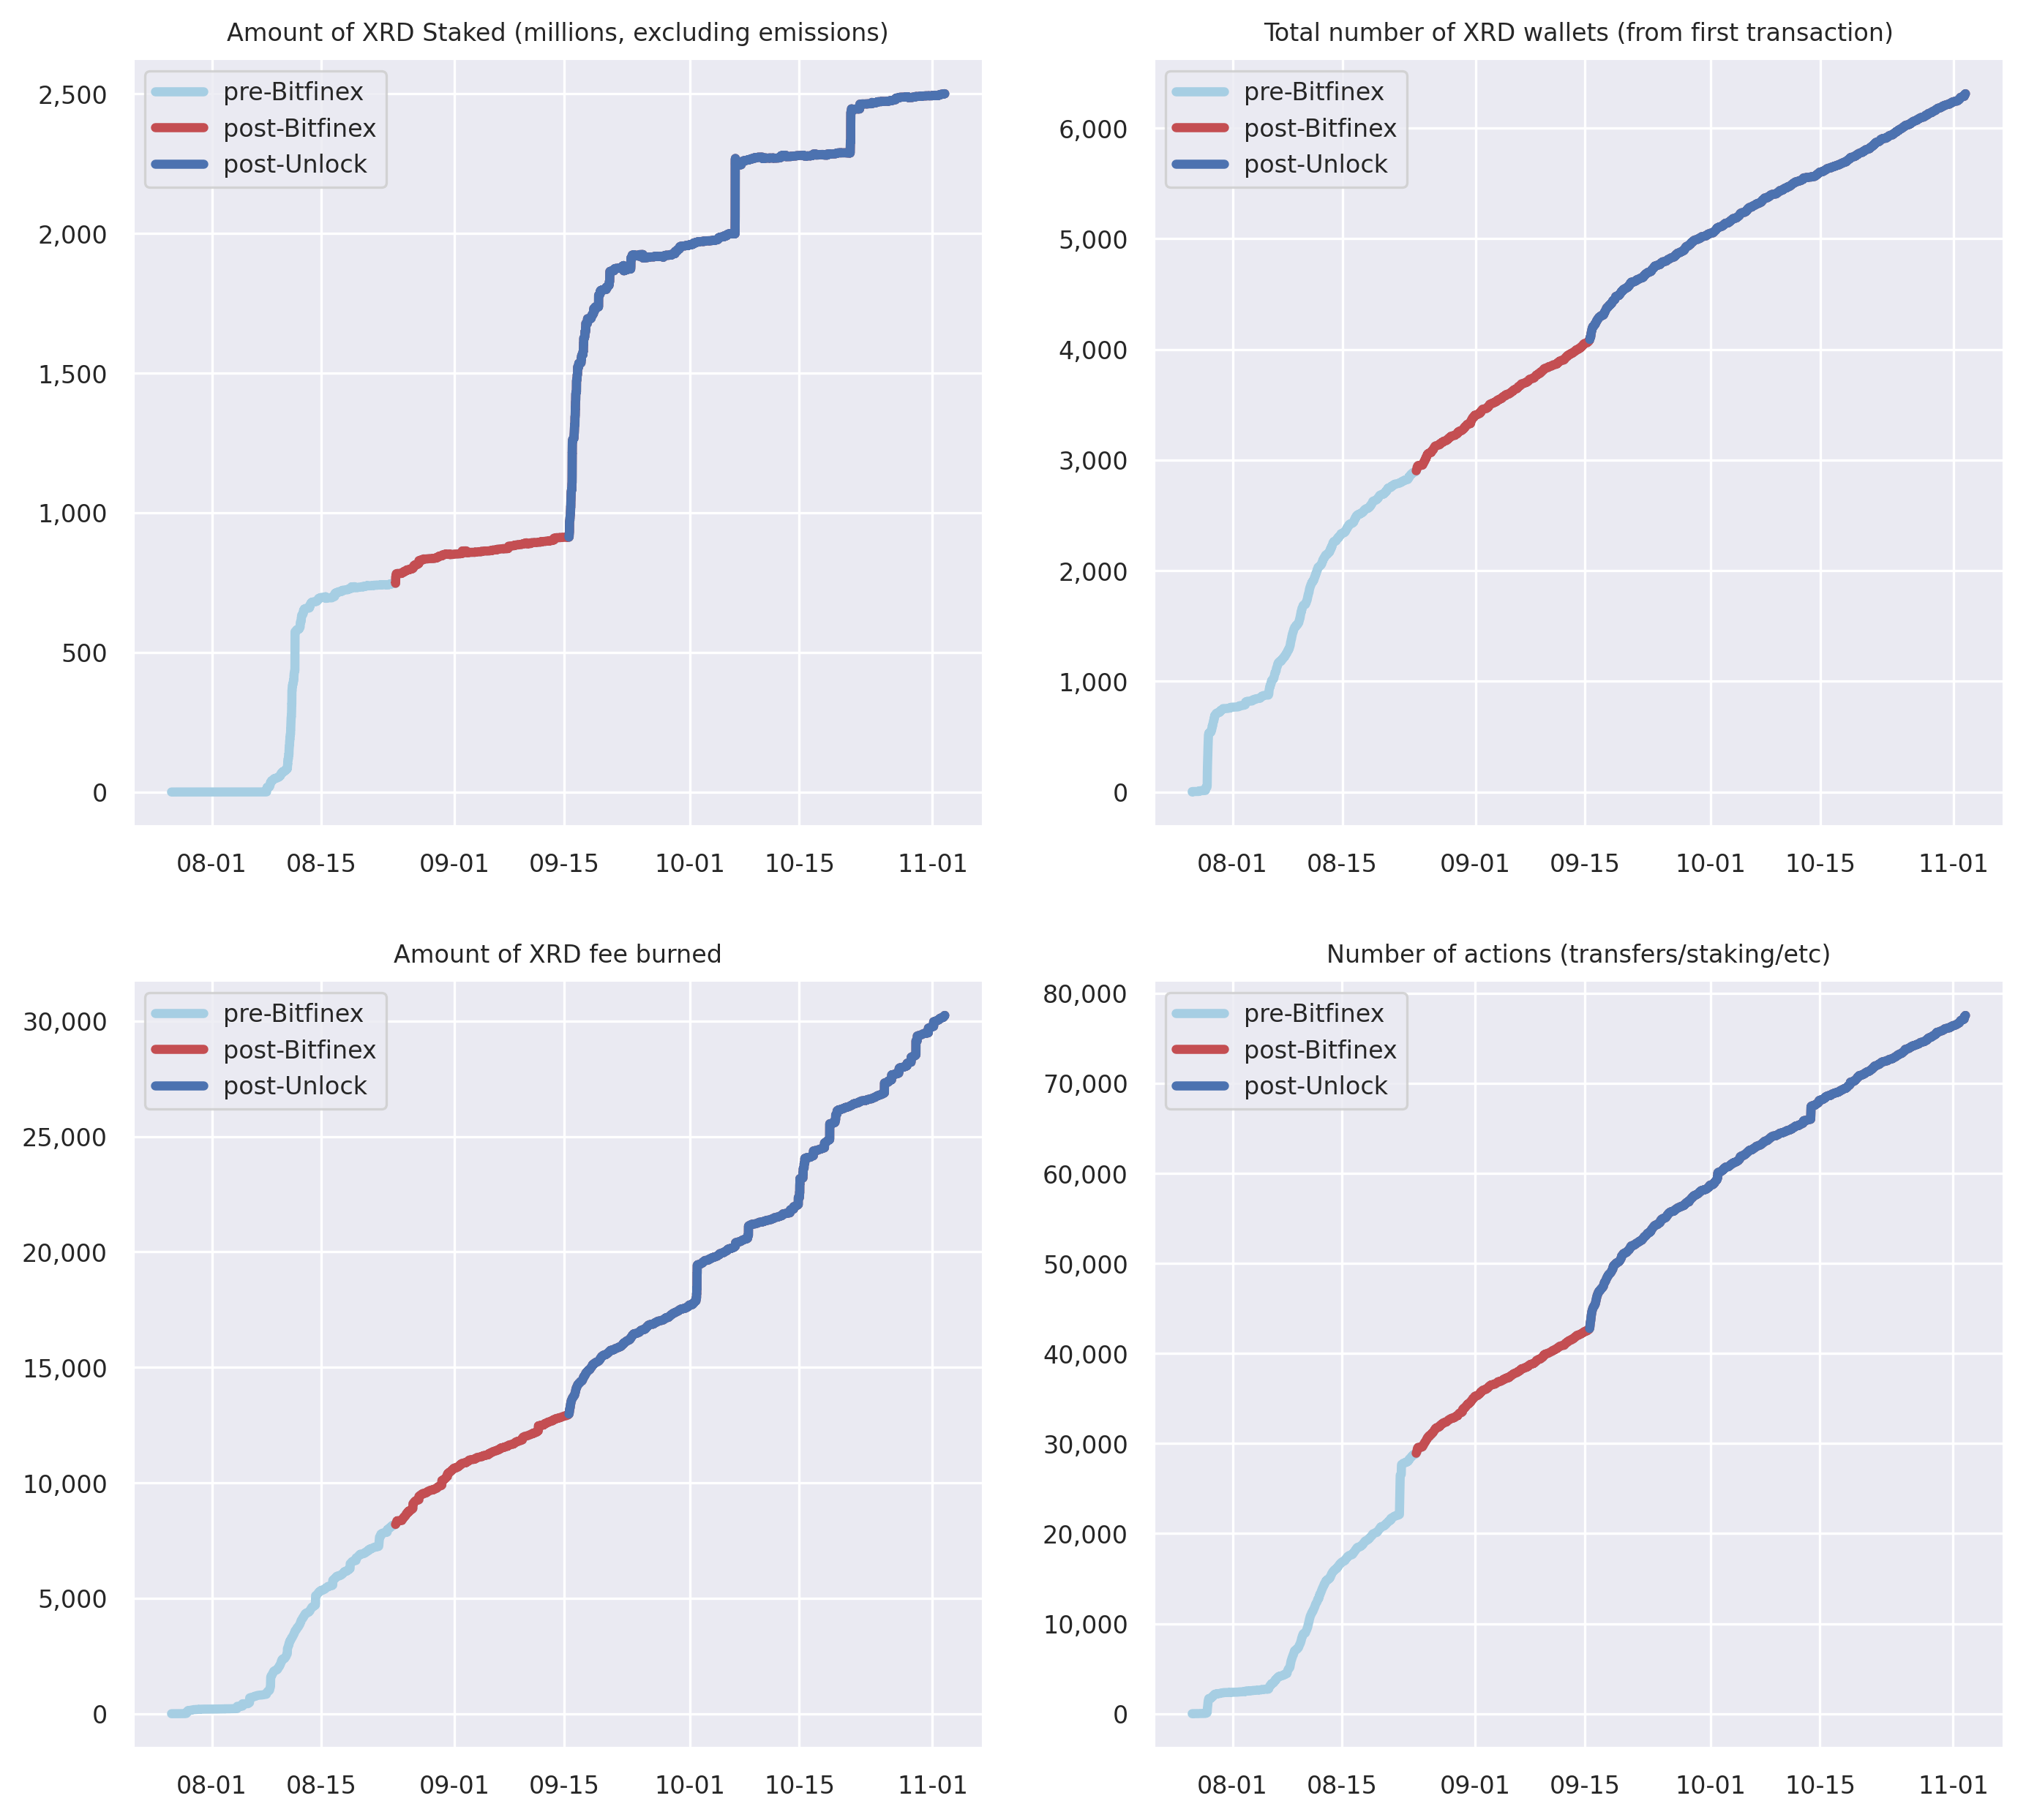 Amount of XRD Staked (millions, excluding emissions)
pre-Bitfinex
post-Bitfinex
post-Unlock
2,500
2,000
1,500
1,000
500
0
08-01 08-15 09-01 09-15 10-01 10-15 11-01
Total number of XRD wallets (from first transaction)
pre-Bitfinex
post-Bitfinex
post-Unlock
6,000
5,000
4,000
3,000
2,000
1,000
0
08-01 08-15 09-01 09-15 10-01 10-15 11-01
Amount of XRD fee burned
pre-Bitfinex
post-Bitfinex
post-Unlock
30,000
25,000
20,000
15,000
10,000
5,000
0
08-01 08-15 09-01 09-15 10-01 10-15 11-01
Number of actions (transfers/staking/etc)
pre-Bitfinex
post-Bitfinex
post-Unlock
80,000
70,000
60,000
50,000
40,000
30,000
20,000
10,000
0
08-01 08-15 09-01 09-15 10-01 10-15 11-01